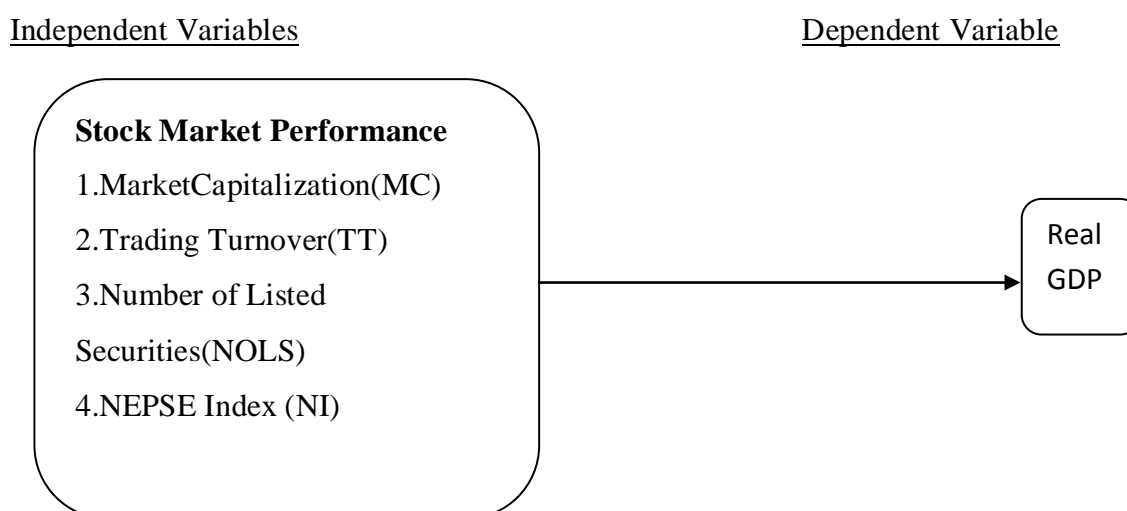 Independent Variables
Dependent Variable
Stock Market Performance
1.MarketCapitalization(MC)
2.Trading Turnover(TT)
3.Number of Listed
Securities(NOLS)
4.NEPSE Index (NI)
Real
GDP